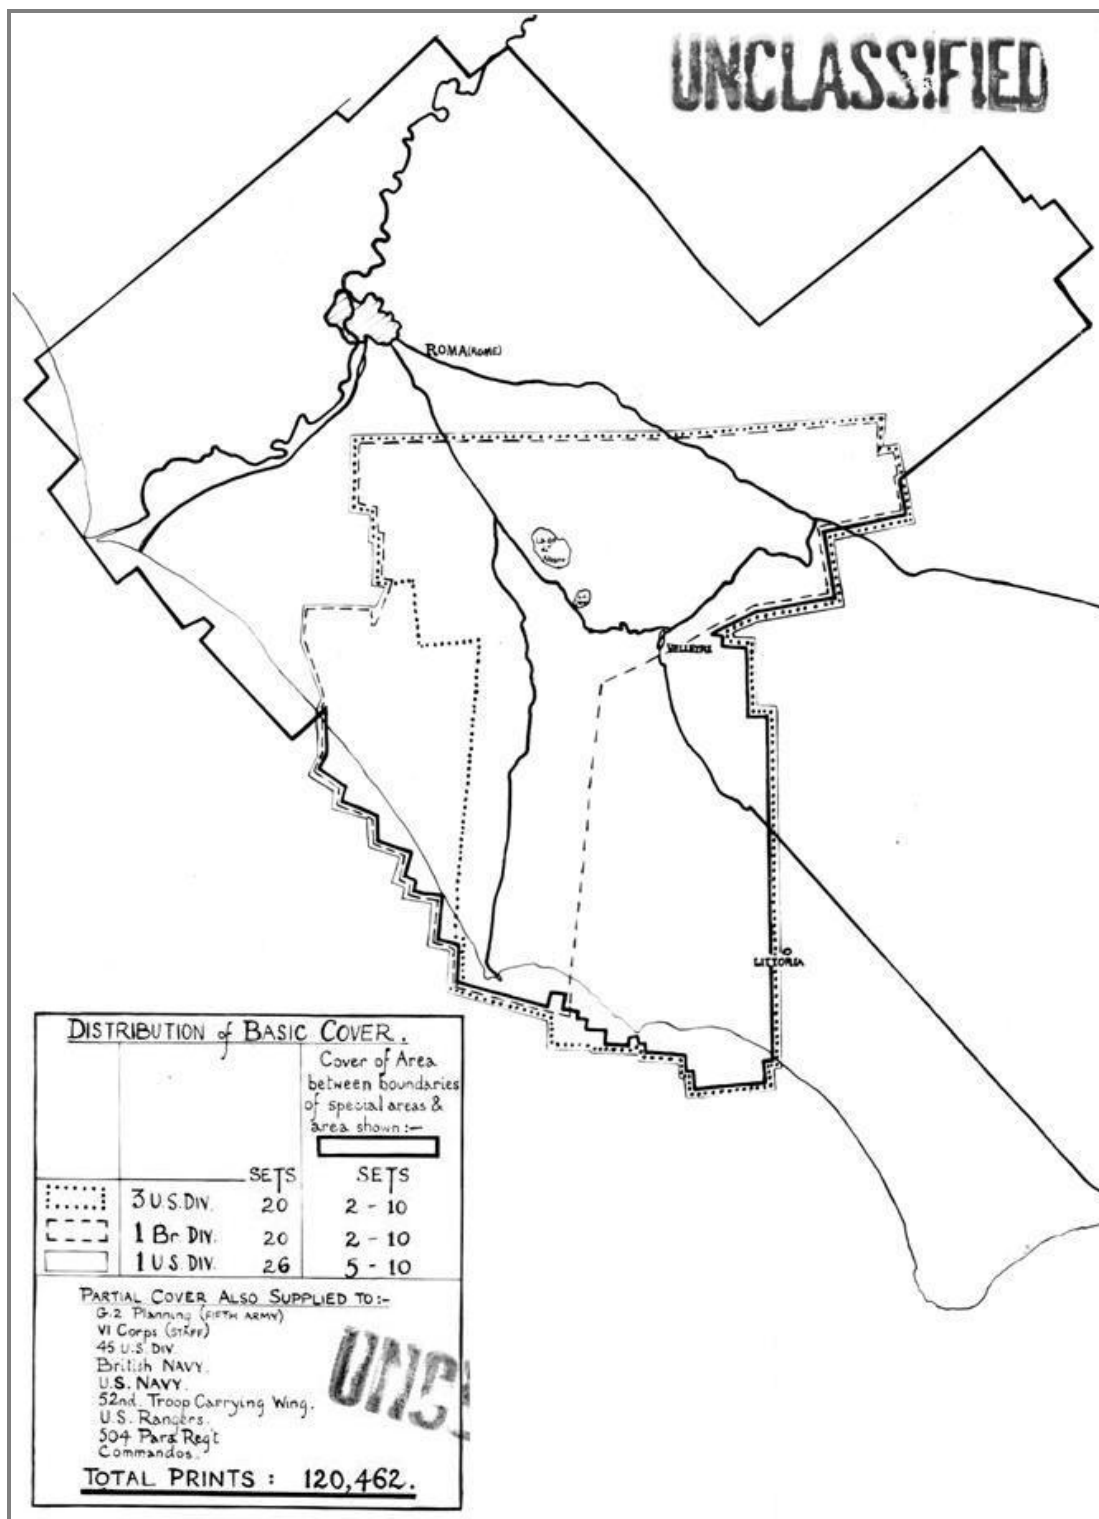 UNCLASSIFIED
ROMA (ROME)
LAGO
VELLETRI
LITTORIA
DISTRIBUTION of BASIC COVER.
Cover of Area
between boundaries
of special areas &
area shown :-
SETS SETS
3 U.S. DIV. 20 2 - 10
1 Br. DIV. 20 2 - 10
1 U.S. DIV. 26 5 - 10
PARTIAL COVER ALSO SUPPLIED TO :-
G.2 Planning (FIFTH ARMY)
VI Corps (STAFF)
45 U.S. DIV.
British NAVY.
U.S. NAVY.
52nd. Troop Carrying Wing.
U.S. Rangers.
504 Para Reg't
Commandos.
UNC
TOTAL PRINTS : 120,462.